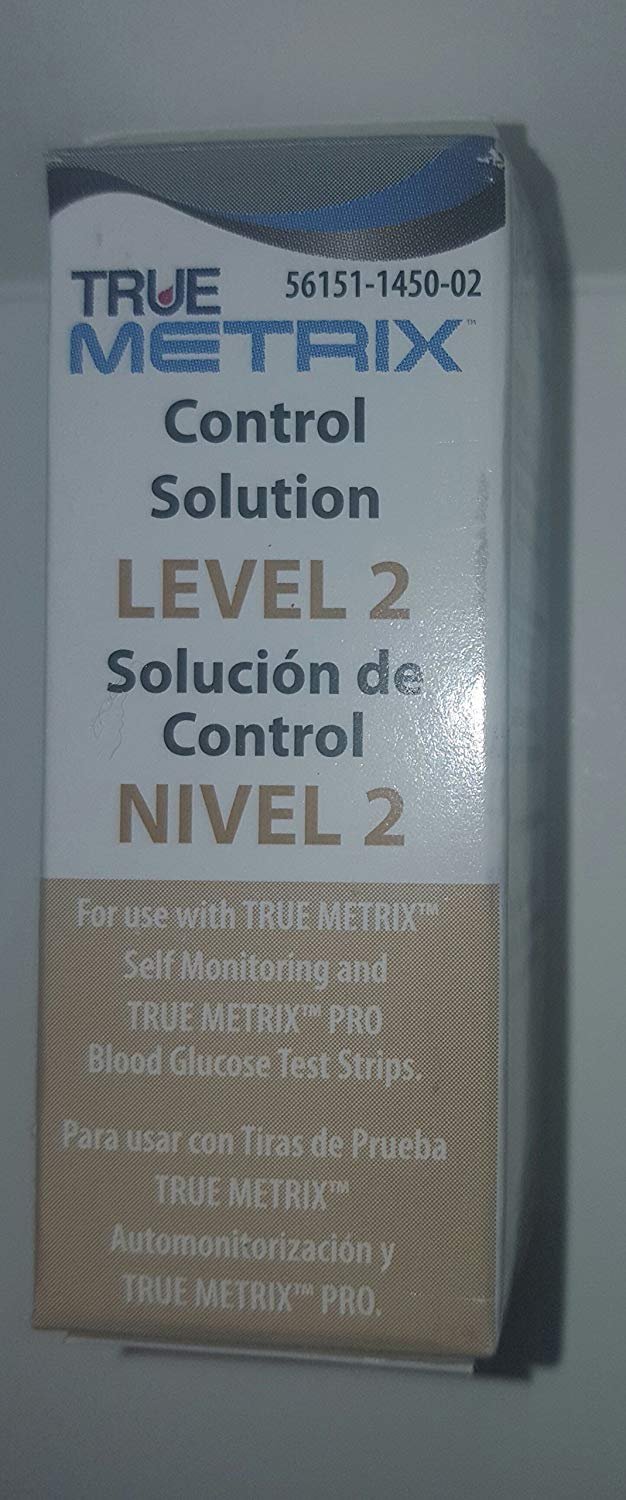 TRUE 56151-1450-02
METRIX™
Control
Solution
LEVEL 2
Solución de
Control
NIVEL 2
For use with TRUE METRIX™
Self Monitoring and
TRUE METRIX™ PRO
Blood Glucose Test Strips.
Para usar con Tiras de Prueba
TRUE METRIX™
Automonitorización y
TRUE METRIX™ PRO.